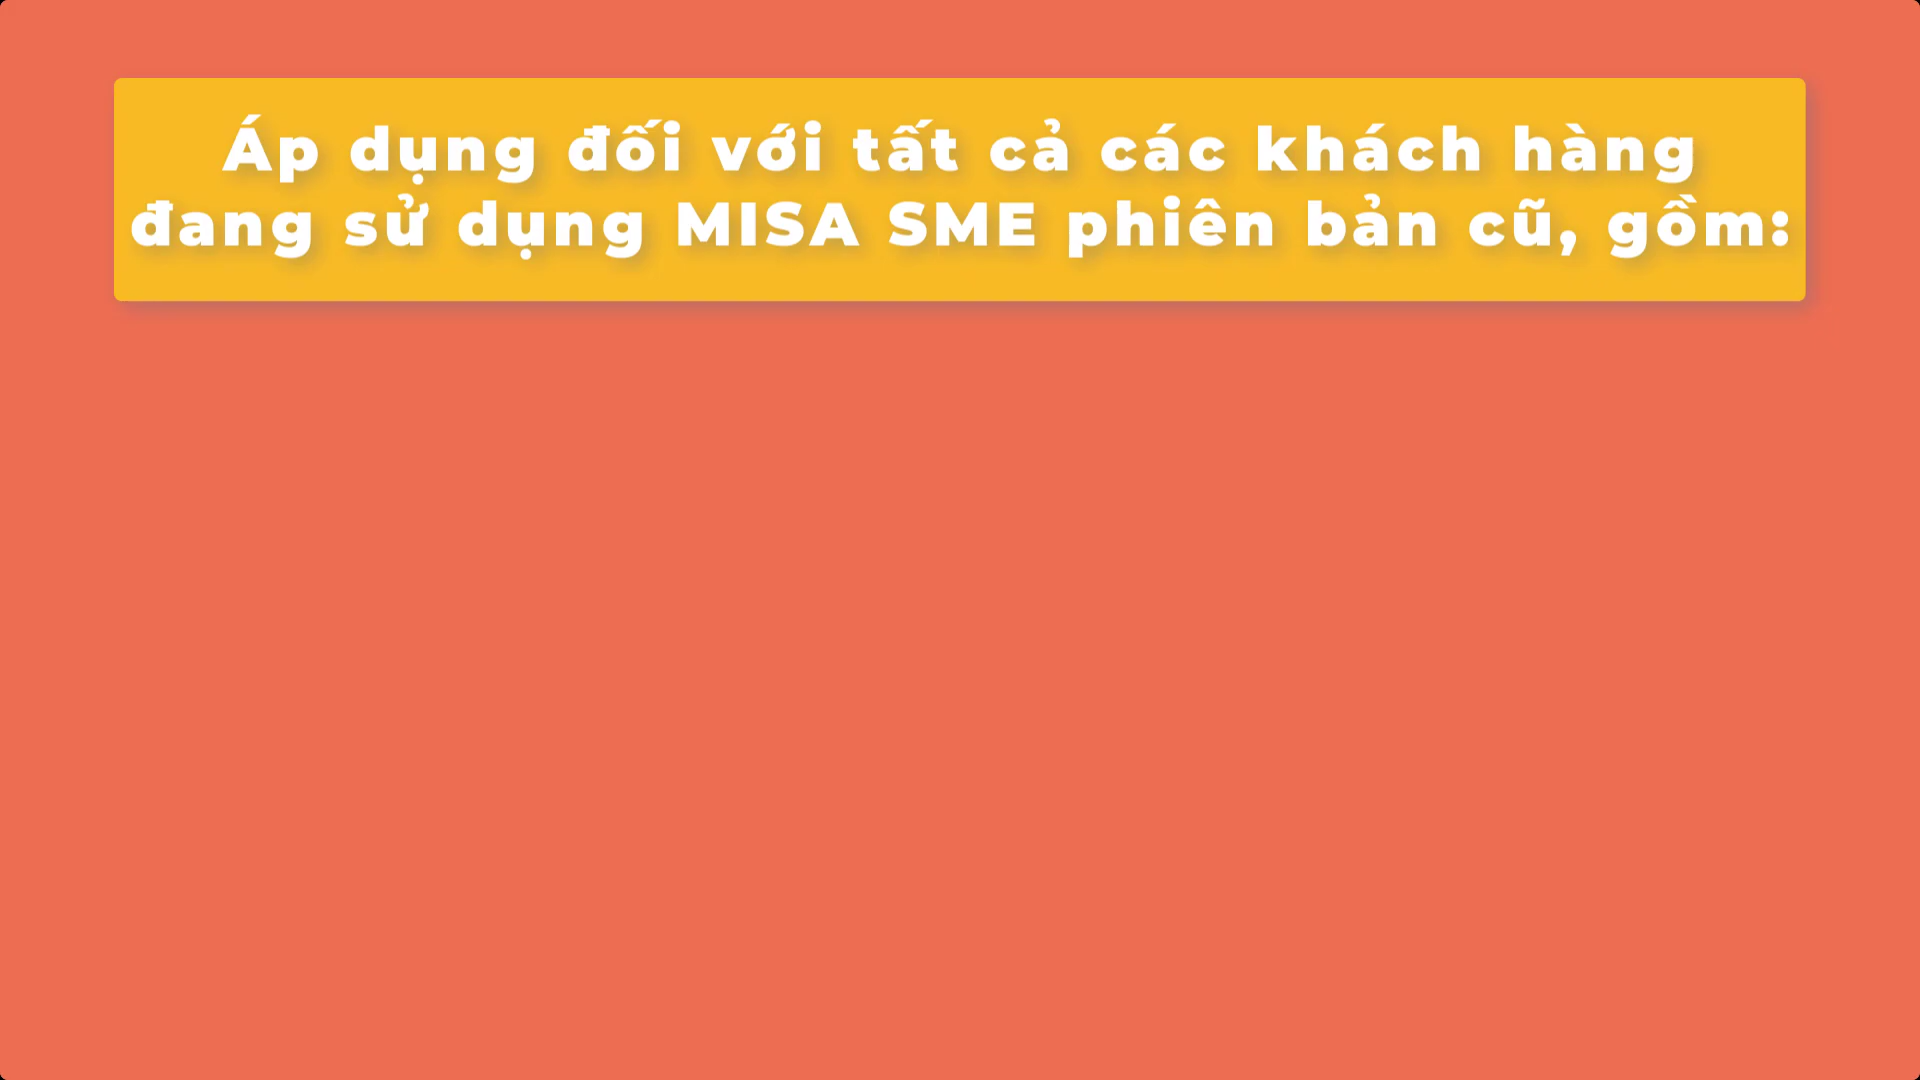 Áp dụng đối với tất cả các khách hàng
đang sử dụng MISA SME phiên bản cũ, gồm: